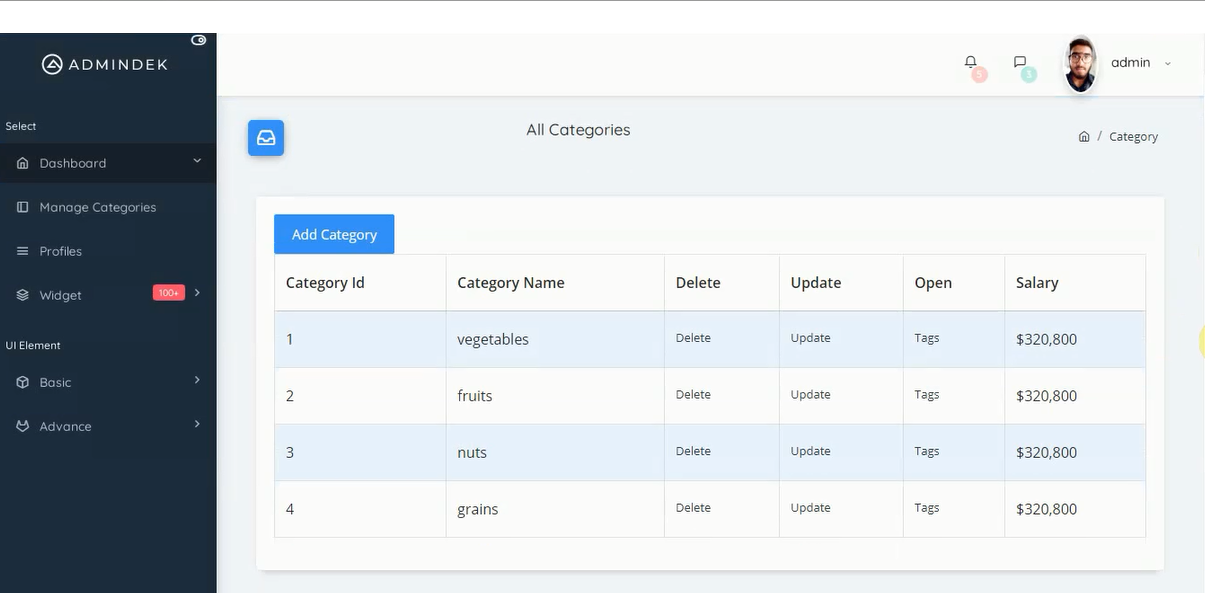 ADMINDEK
5
3
admin
Select
Dashboard
Manage Categories
Profiles
Widget 100+
UI Element
Basic
Advance
All Categories
/ Category
Add Category
Category Id Category Name Delete Update Open Salary
1 vegetables Delete Update Tags $320,800
2 fruits Delete Update Tags $320,800
3 nuts Delete Update Tags $320,800
4 grains Delete Update Tags $320,800